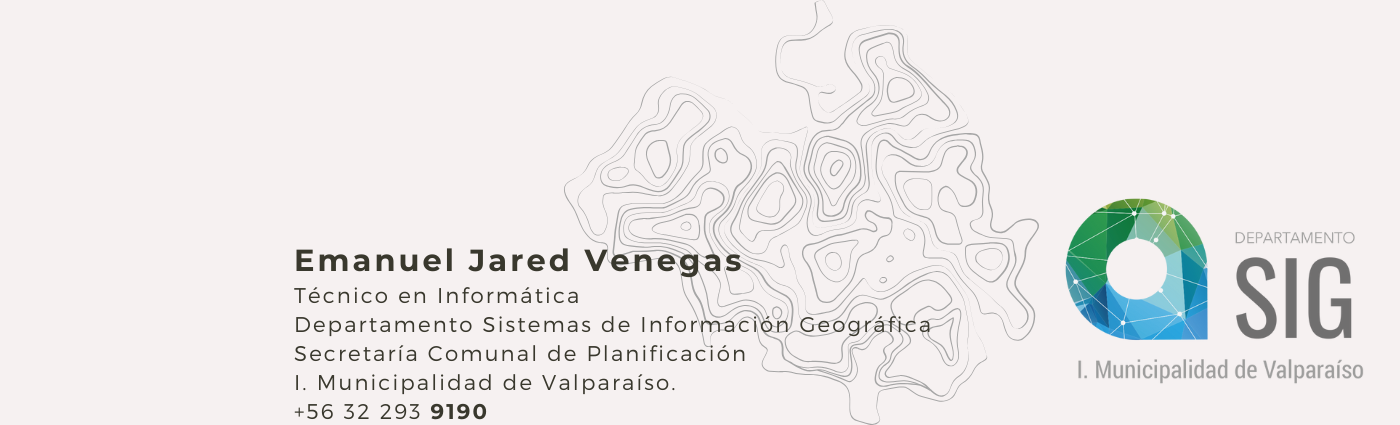 Emanuel Jared Venegas
Técnico en Informática
Departamento Sistemas de Información Geográfica
Secretaría Comunal de Planificación
I. Municipalidad de Valparaíso.
+56 32 293 9190
DEPARTAMENTO
SIG
I. Municipalidad de Valparaíso